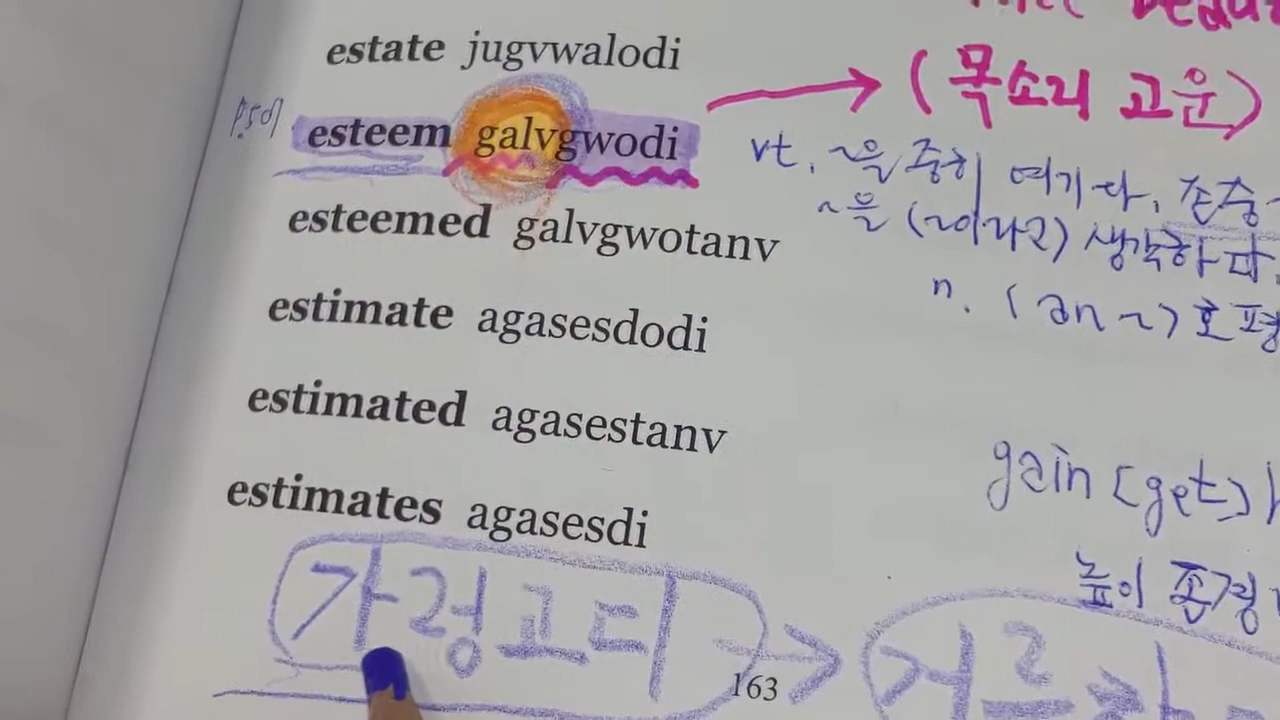 estate jugvwalodi
(목소리 고운)
p.501
esteem galvgwodi
vt. ~을 중히 여기다, 존중
~을 (~이라고) 생각하다.
esteemed galvgwotanv
n. (an ~) 호평
estimate agasesdodi
estimated agasestanv
gain [get]
estimates agasesdi
높이 존경
가렁고디 →
163